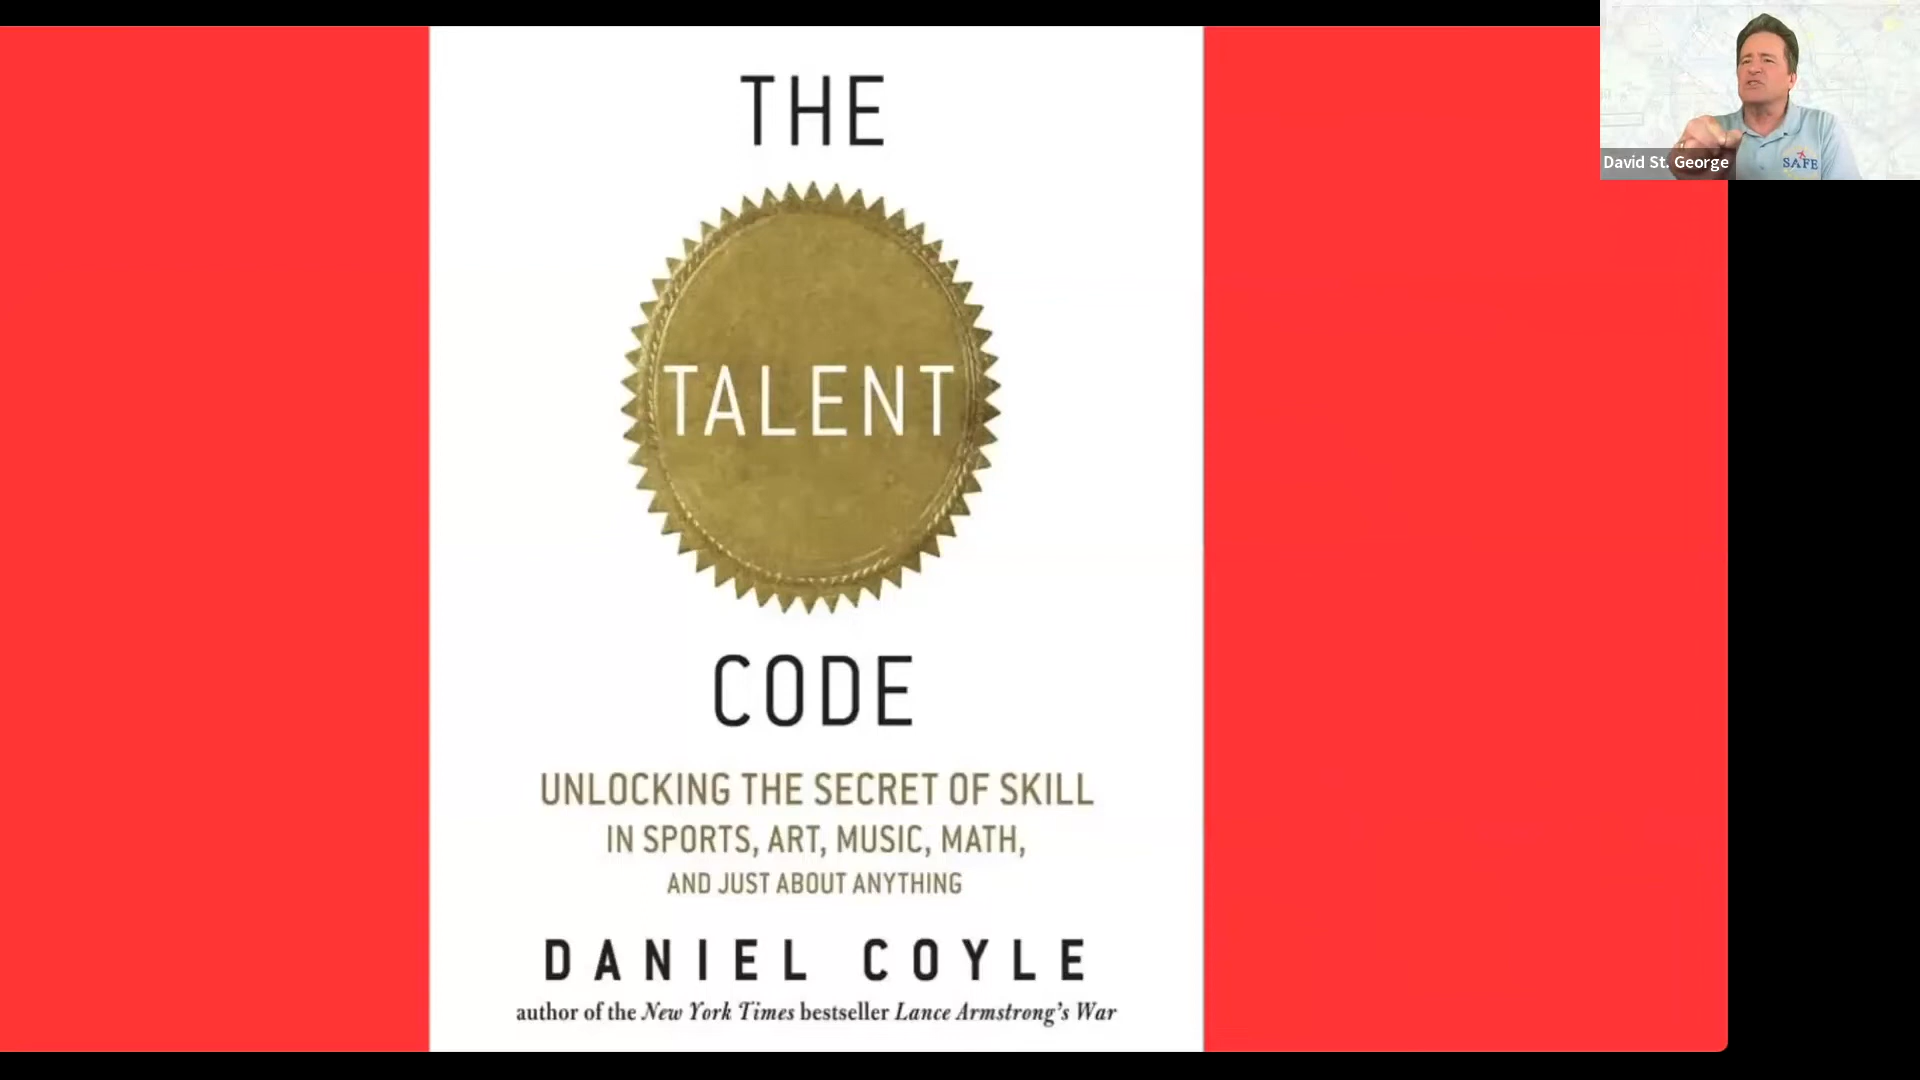 THE
TALENT
CODE
UNLOCKING THE SECRET OF SKILL
IN SPORTS, ART, MUSIC, MATH,
AND JUST ABOUT ANYTHING
DANIEL COYLE
author of the New York Times bestseller Lance Armstrong's War
David St. George
SAFE